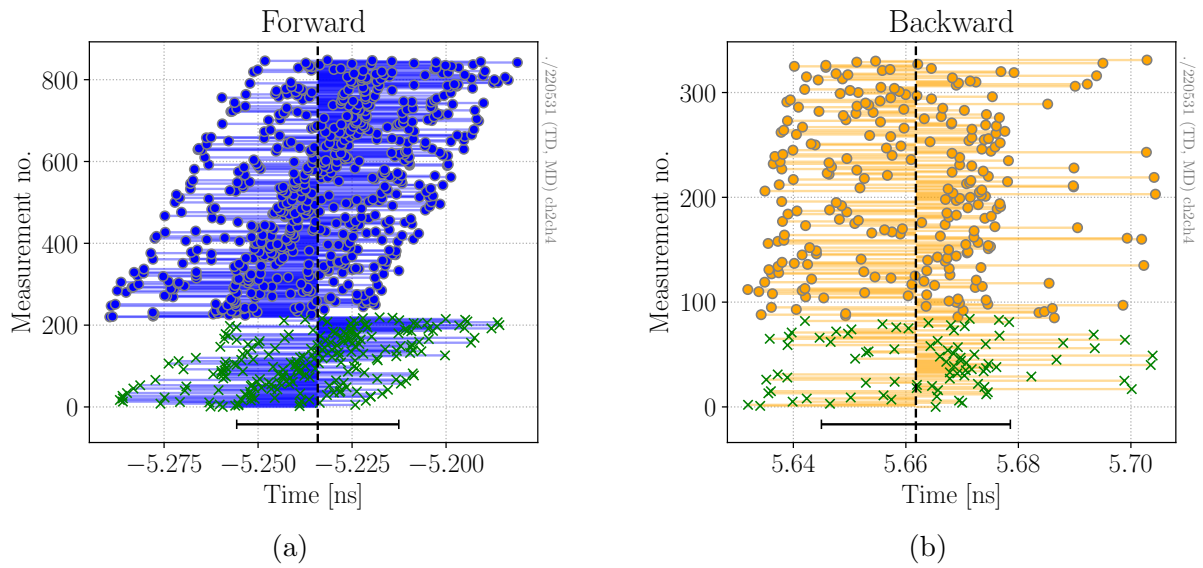 Forward
Measurement no.
800
600
400
200
0
−5.275
−5.250
−5.225
−5.200
Time [ns]
./220531 (TD, MD) ch2ch4
(a)
Backward
Measurement no.
300
200
100
0
5.64
5.66
5.68
5.70
Time [ns]
./220531 (TD, MD) ch2ch4
(b)